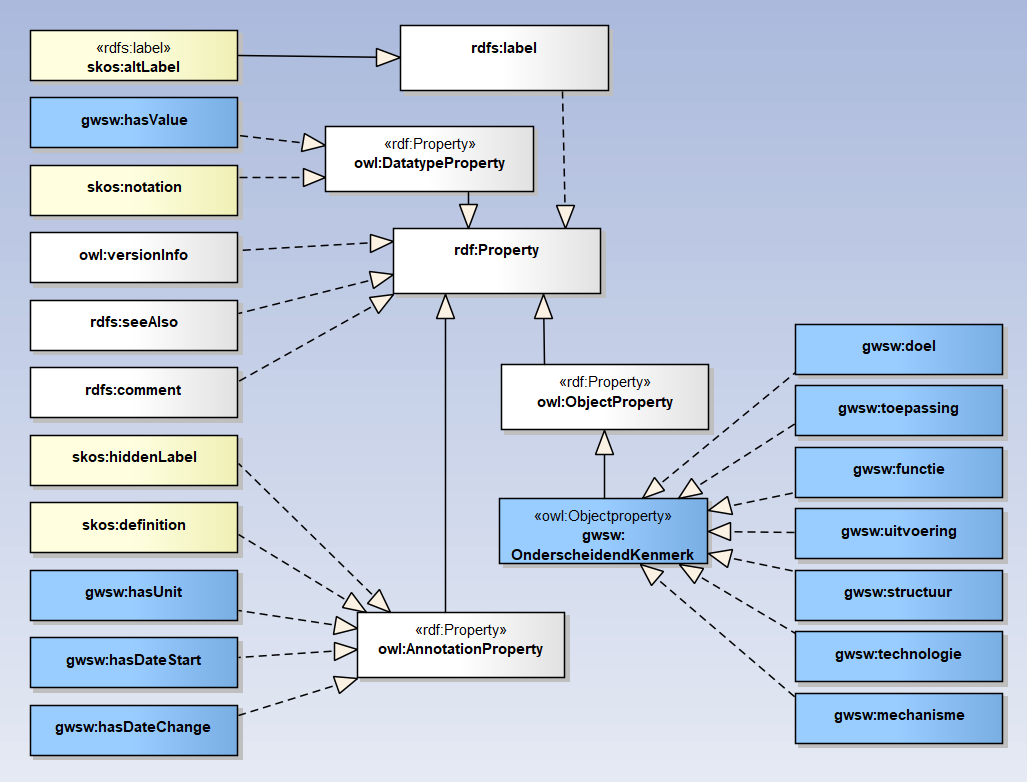 «rdfs:label»
skos:altLabel
rdfs:label
gwsw:hasValue
«rdf:Property»
owl:DatatypeProperty
skos:notation
owl:versionInfo
rdf:Property
rdfs:seeAlso
rdfs:comment
«rdf:Property»
owl:ObjectProperty
skos:hiddenLabel
skos:definition
«owl:Objectproperty»
gwsw:
OnderscheidendKenmerk
gwsw:hasUnit
gwsw:hasDateStart
gwsw:hasDateChange
«rdf:Property»
owl:AnnotationProperty
gwsw:doel
gwsw:toepassing
gwsw:functie
gwsw:uitvoering
gwsw:structuur
gwsw:technologie
gwsw:mechanisme